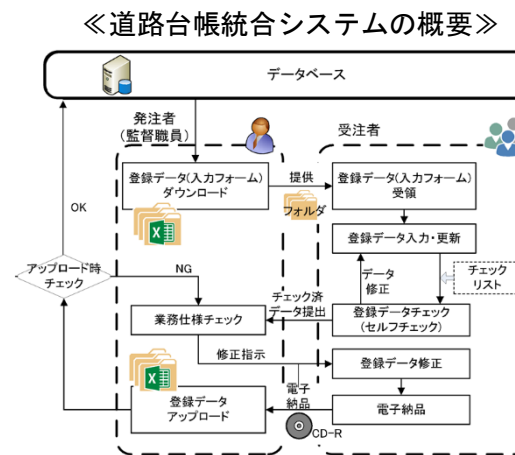 ≪道路台帳統合システムの概要≫
データベース
発注者
(監督職員)
受注者
登録データ(入力フォーム)
ダウンロード
提供
フォルダ
登録データ(入力フォーム)
受領
OK
登録データ入力・更新
アップロード時
チェック
NG
データ
修正
チェック
リスト
業務仕様チェック
チェック済
データ提出
登録データチェック
(セルフチェック)
修正指示
登録データ修正
登録データ
アップロード
電子
納品
電子納品
CD-R